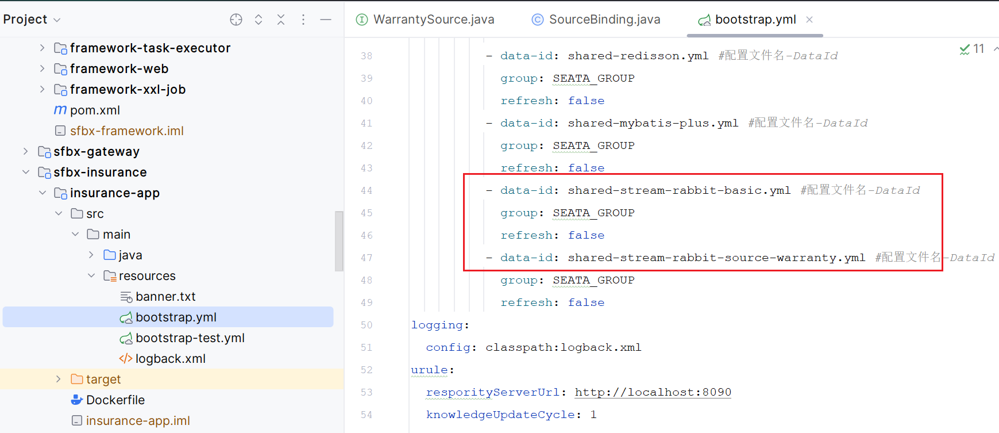 Project
framework-task-executor
framework-web
framework-xxl-job
m pom.xml
sfbx-framework.iml
sfbx-gateway
sfbx-insurance
insurance-app
src
main
java
resources
banner.txt
bootstrap.yml
bootstrap-test.yml
logback.xml
target
Dockerfile
insurance-app.iml
WarrantySource.java SourceBinding.java bootstrap.yml
11
38 - data-id: shared-redisson.yml #配置文件名-DataId
39 group: SEATA_GROUP
40 refresh: false
41 - data-id: shared-mybatis-plus.yml #配置文件名-DataId
42 group: SEATA_GROUP
43 refresh: false
44 - data-id: shared-stream-rabbit-basic.yml #配置文件名-DataId
45 group: SEATA_GROUP
46 refresh: false
47 - data-id: shared-stream-rabbit-source-warranty.yml #配置文件名-DataId
48 group: SEATA_GROUP
49 refresh: false
50 logging:
51 config: classpath:logback.xml
52 urule:
53 resporityServerUrl: http://localhost:8090
54 knowledgeUpdateCycle: 1